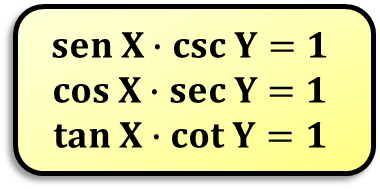 sen X · csc Y = 1
cos X · sec Y = 1
tan X · cot Y = 1